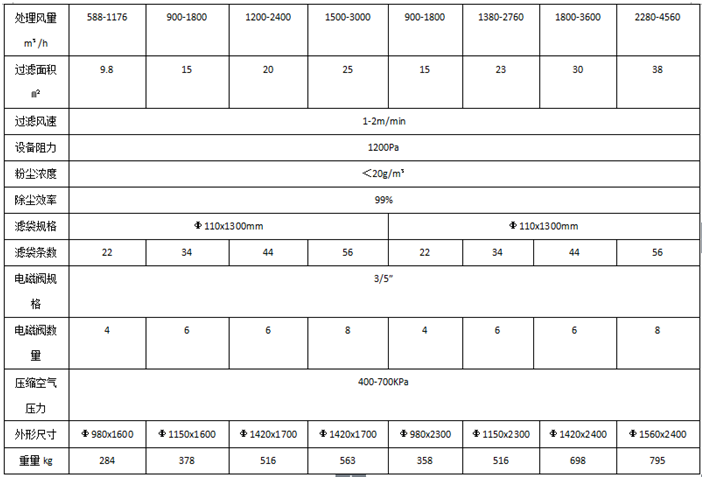 处理风量 m³/h 588-1176 900-1800 1200-2400 1500-3000 900-1800 1380-2760 1800-3600 2280-4560
过滤面积 ㎡ 9.8 15 20 25 15 23 30 38
过滤风速 1-2m/min
设备阻力 1200Pa
粉尘浓度 ＜20g/m³
除尘效率 99%
滤袋规格 Φ110x1300mm Φ110x1300mm
滤袋条数 22 34 44 56 22 34 44 56
电磁阀规格 3/5"
电磁阀数量 4 6 6 8 4 6 6 8
压缩空气压力 400-700KPa
外形尺寸 Φ980x1600 Φ1150x1600 Φ1420x1700 Φ1420x1700 Φ980x2300 Φ1150x2300 Φ1420x2400 Φ1560x2400
重量 kg 284 378 516 563 358 516 698 795